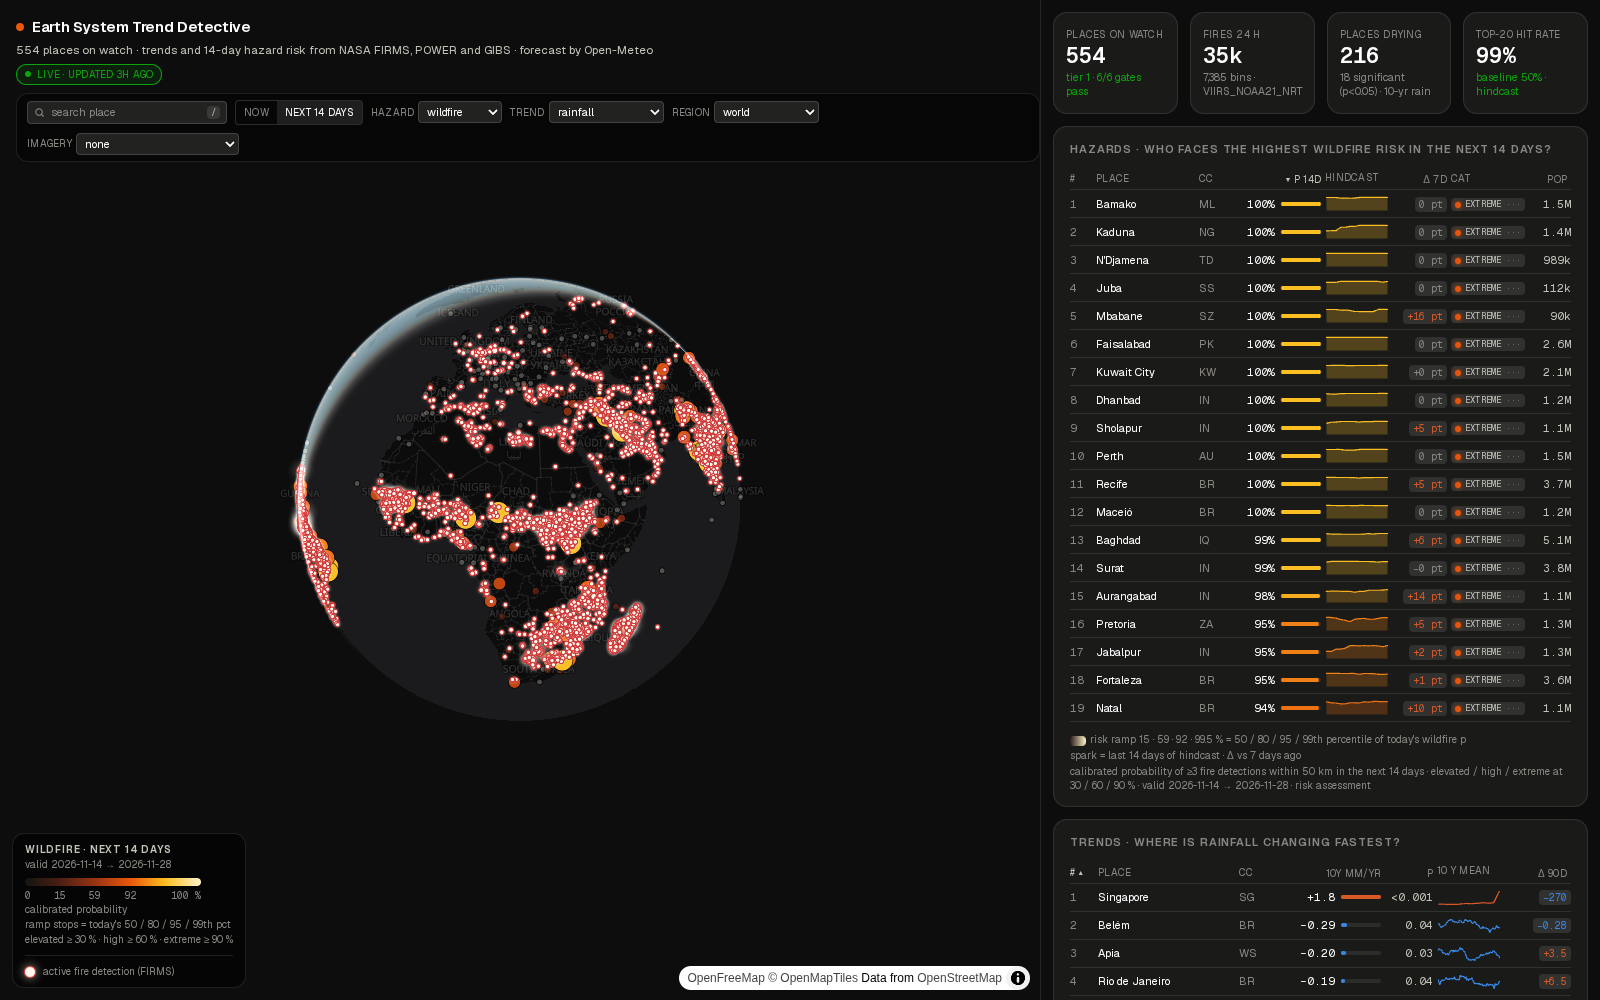 Earth System Trend Detective
554 places on watch · trends and 14-day hazard risk from NASA FIRMS, POWER and GIBS · forecast by Open-Meteo
LIVE · UPDATED 3H AGO
search place /
NOW NEXT 14 DAYS HAZARD wildfire TREND rainfall REGION world
IMAGERY none
GREENLAND
ICELAND
RUSSIA
FINLAND
KAZAKHSTAN
MOROCCO
NIGER CHAD
ANGOLA
WILDFIRE · NEXT 14 DAYS
valid 2026-11-14 → 2026-11-28
0 15 59 92 100 %
calibrated probability
ramp stops = today's 50 / 80 / 95 / 99th pct
elevated ≥ 30 % · high ≥ 60 % · extreme ≥ 90 %
active fire detection (FIRMS)
OpenFreeMap © OpenMapTiles Data from OpenStreetMap
PLACES ON WATCH
554
tier 1 · 6/6 gates
pass
FIRES 24 H
35k
7,385 bins ·
VIIRS_NOAA21_NRT
PLACES DRYING
216
18 significant
(p<0.05) · 10-yr rain
TOP-20 HIT RATE
99%
baseline 50% ·
hindcast
HAZARDS · WHO FACES THE HIGHEST WILDFIRE RISK IN THE NEXT 14 DAYS?
# PLACE CC ▼ P 14D HINDCAST Δ 7D CAT POP
1 Bamako ML 100% 0 pt EXTREME ··· 1.5M
2 Kaduna NG 100% 0 pt EXTREME ··· 1.4M
3 N'Djamena TD 100% 0 pt EXTREME ··· 989k
4 Juba SS 100% 0 pt EXTREME ··· 112k
5 Mbabane SZ 100% +16 pt EXTREME ··· 90k
6 Faisalabad PK 100% 0 pt EXTREME ··· 2.6M
7 Kuwait City KW 100% +0 pt EXTREME ··· 2.1M
8 Dhanbad IN 100% 0 pt EXTREME ··· 1.2M
9 Sholapur IN 100% +5 pt EXTREME ··· 1.1M
10 Perth AU 100% 0 pt EXTREME ··· 1.5M
11 Recife BR 100% +5 pt EXTREME ··· 3.7M
12 Maceió BR 100% 0 pt EXTREME ··· 1.2M
13 Baghdad IQ 99% +6 pt EXTREME ··· 5.1M
14 Surat IN 99% −0 pt EXTREME ··· 3.8M
15 Aurangabad IN 98% +14 pt EXTREME ··· 1.1M
16 Pretoria ZA 95% +5 pt EXTREME ··· 1.3M
17 Jabalpur IN 95% +2 pt EXTREME ··· 1.3M
18 Fortaleza BR 95% +1 pt EXTREME ··· 3.6M
19 Natal BR 94% +10 pt EXTREME ··· 1.1M
risk ramp 15 · 59 · 92 · 99.5 % = 50 / 80 / 95 / 99th percentile of today's wildfire p
spark = last 14 days of hindcast · Δ vs 7 days ago
calibrated probability of ≥3 fire detections within 50 km in the next 14 days · elevated / high / extreme at
30 / 60 / 90 % · valid 2026-11-14 → 2026-11-28 · risk assessment
TRENDS · WHERE IS RAINFALL CHANGING FASTEST?
# ▲ PLACE CC 10Y MM/YR P 10 Y MEAN Δ 90D
1 Singapore SG +1.8 <0.001 −270
2 Belém BR −0.29 0.04 −0.28
3 Apia WS −0.20 0.03 +3.5
4 Rio de Janeiro BR −0.19 0.04 +6.5